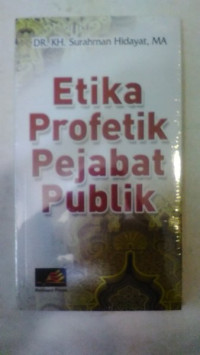 DR. KH. Surahman Hidayat, MA
Etika
Profetik
Pejabat
Publik